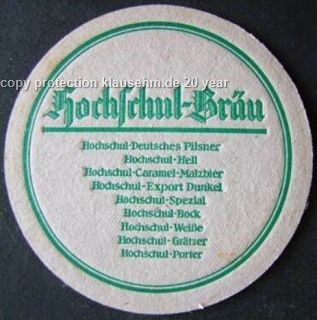 copy protection klausehm.de 20 year
Hochschul-Bräu
Hochschul-Deutsches Pilsner
Hochschul-Hell
Hochschul-Caramel-Malzbier
Hochschul-Export Dunkel
Hochschul-Spezial
Hochschul-Bock
Hochschul-Weiße
Hochschul-Grätzer
Hochschul-Porter